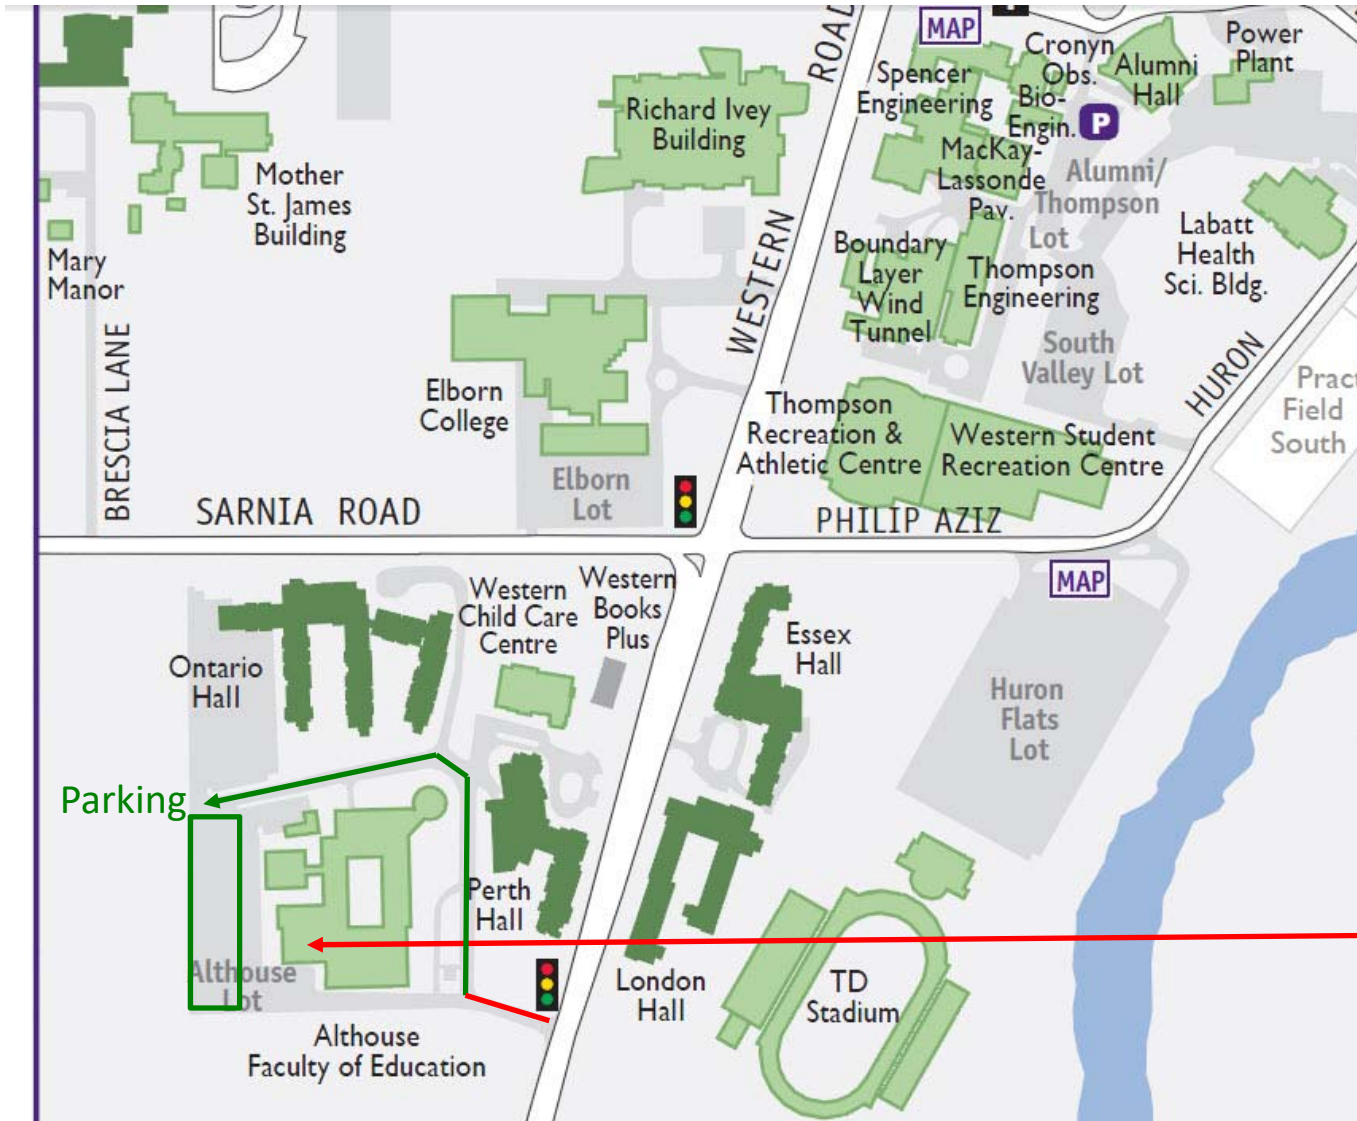 MAP
Cronyn
Obs.
Power
Plant
Spencer
Engineering
Alumni
Hall
Bio-
Engin.
P
Richard Ivey
Building
ROAD
MacKay-
Lassonde
Pav.
Alumni/
Thompson
Lot
Mother
St. James
Building
Labatt
Health
Sci. Bldg.
Mary
Manor
WESTERN
Boundary
Layer
Wind
Tunnel
Thompson
Engineering
South
Valley Lot
HURON
BRESCIA LANE
Elborn
College
Thompson
Recreation &
Athletic Centre
Western Student
Recreation Centre
Pract
Field
South
Elborn
Lot
SARNIA ROAD
PHILIP AZIZ
MAP
Western
Child Care
Centre
Western
Books
Plus
Essex
Hall
Ontario
Hall
Huron
Flats
Lot
Parking
Perth
Hall
Althouse
Lot
London
Hall
TD
Stadium
Althouse
Faculty of Education